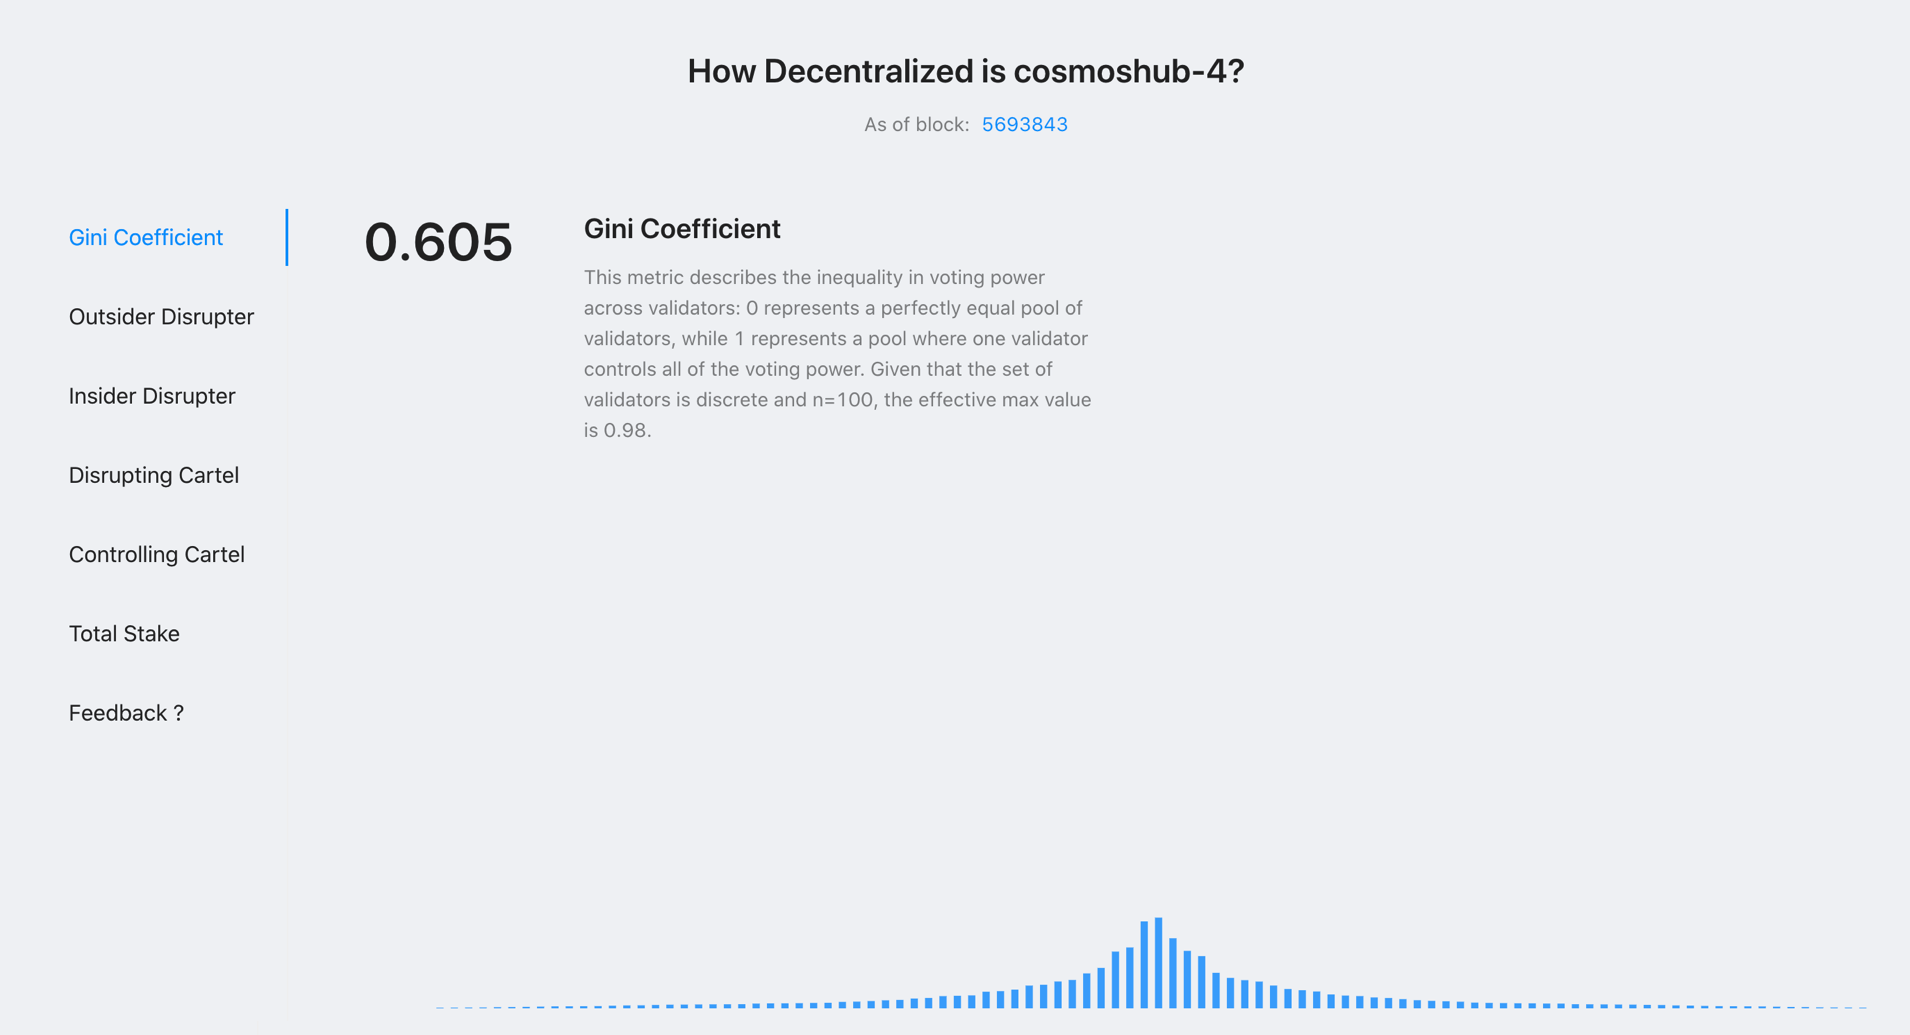 How Decentralized is cosmoshub-4?
As of block: 5693843
Gini Coefficient
Outsider Disrupter
Insider Disrupter
Disrupting Cartel
Controlling Cartel
Total Stake
Feedback ?
0.605
Gini Coefficient
This metric describes the inequality in voting power
across validators: 0 represents a perfectly equal pool of
validators, while 1 represents a pool where one validator
controls all of the voting power. Given that the set of
validators is discrete and n=100, the effective max value
is 0.98.